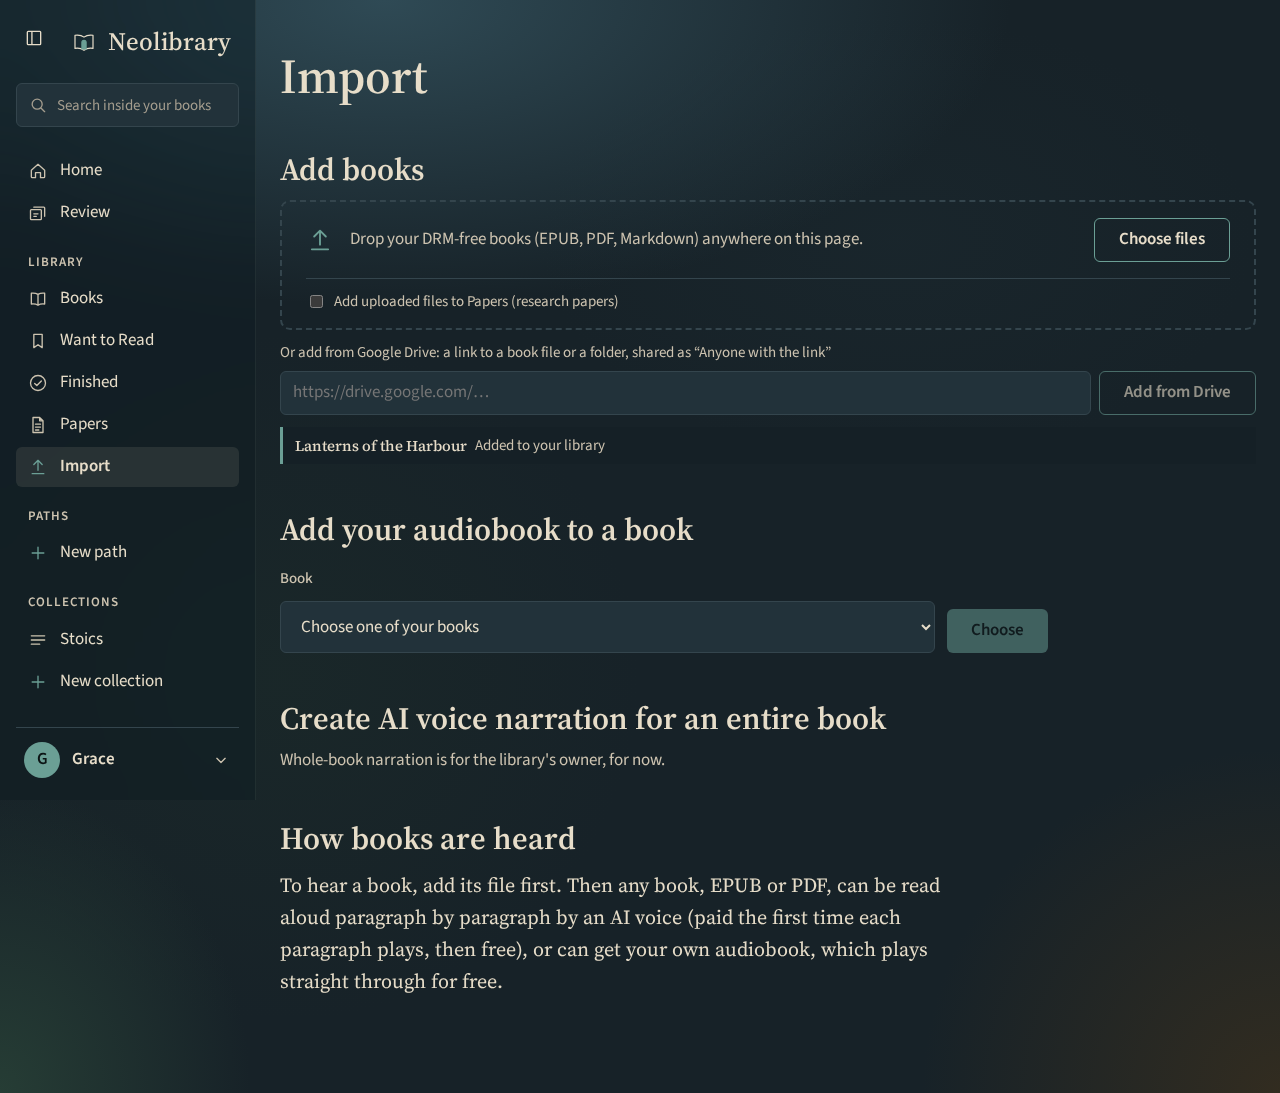 Neolibrary
Search inside your books
Home
Review
LIBRARY
Books
Want to Read
Finished
Papers
Import
PATHS
New path
COLLECTIONS
Stoics
New collection
G Grace
Import
Add books
Drop your DRM-free books (EPUB, PDF, Markdown) anywhere on this page.
Choose files
Add uploaded files to Papers (research papers)
Or add from Google Drive: a link to a book file or a folder, shared as “Anyone with the link”
https://drive.google.com/…
Add from Drive
Lanterns of the Harbour Added to your library
Add your audiobook to a book
Book
Choose one of your books
Choose
Create AI voice narration for an entire book
Whole-book narration is for the library's owner, for now.
How books are heard
To hear a book, add its file first. Then any book, EPUB or PDF, can be read
aloud paragraph by paragraph by an AI voice (paid the first time each
paragraph plays, then free), or can get your own audiobook, which plays
straight through for free.